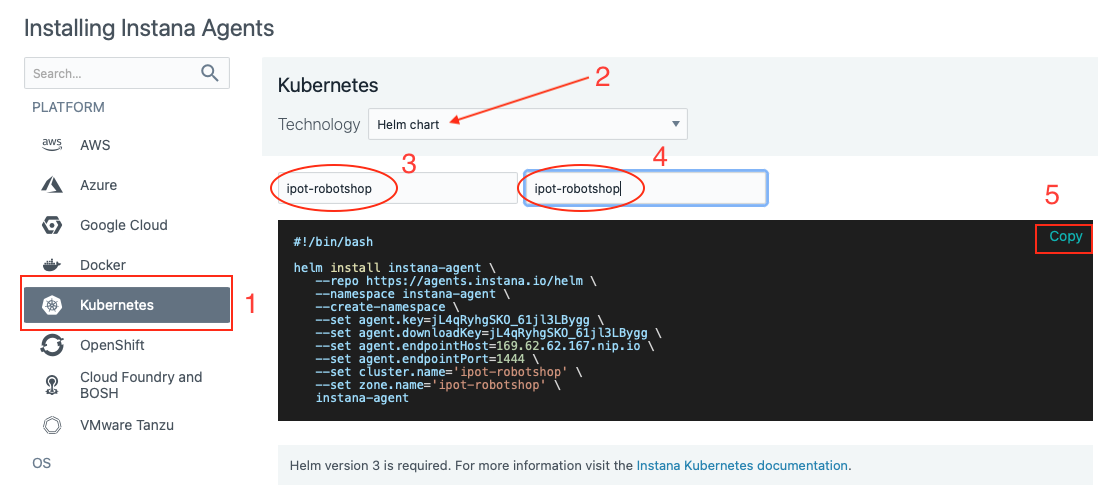 Installing Instana Agents
Search...
PLATFORM
aws AWS
Azure
Google Cloud
Docker
Kubernetes
1
OpenShift
Cloud Foundry and
BOSH
VMware Tanzu
OS
Kubernetes
2
Technology Helm chart
3
4
ipot-robotshop ipot-robotshop
5
Copy
#!/bin/bash
helm install instana-agent \
--repo https://agents.instana.io/helm \
--namespace instana-agent \
--create-namespace \
--set agent.key=jL4qRyhgSKO_61jl3LBygg \
--set agent.downloadKey=jL4qRyhgSKO_61jl3LBygg \
--set agent.endpointHost=169.62.62.167.nip.io \
--set agent.endpointPort=1444 \
--set cluster.name='ipot-robotshop' \
--set zone.name='ipot-robotshop' \
instana-agent
Helm version 3 is required. For more information visit the Instana Kubernetes documentation.